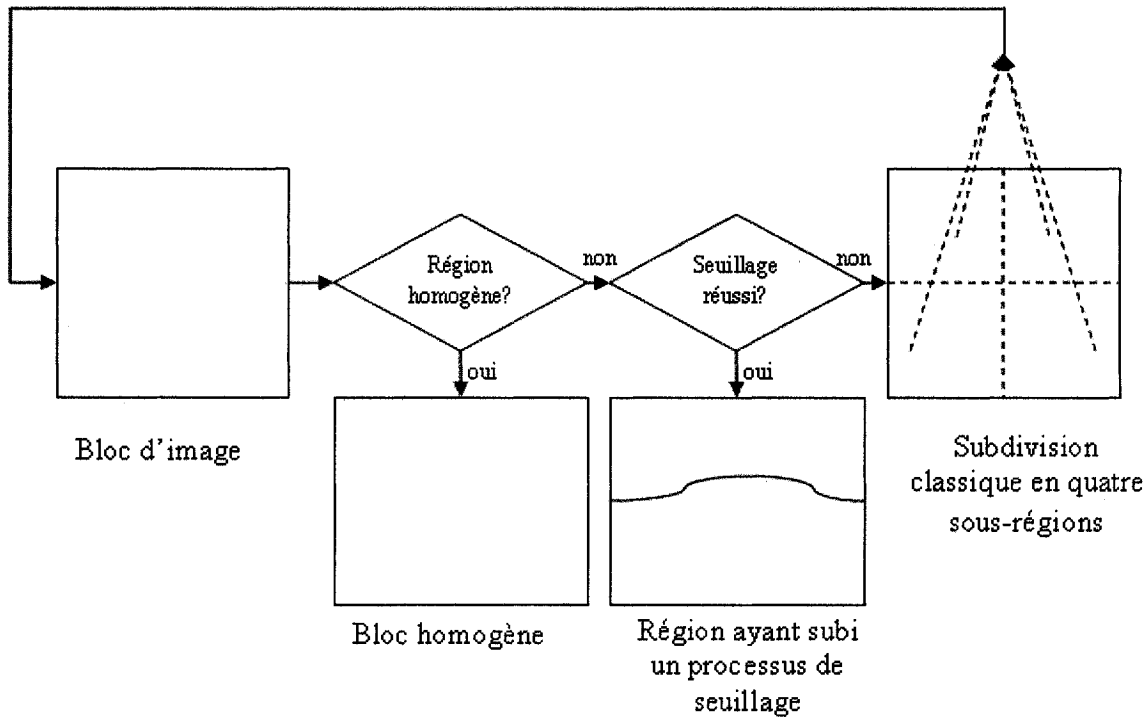 Région
homogène?
non
Seuillage
réussi?
non
oui
oui
Bloc d'image
Subdivision
classique en quatre
sous-régions
Bloc homogène
Région ayant subi
un processus de
seuillage